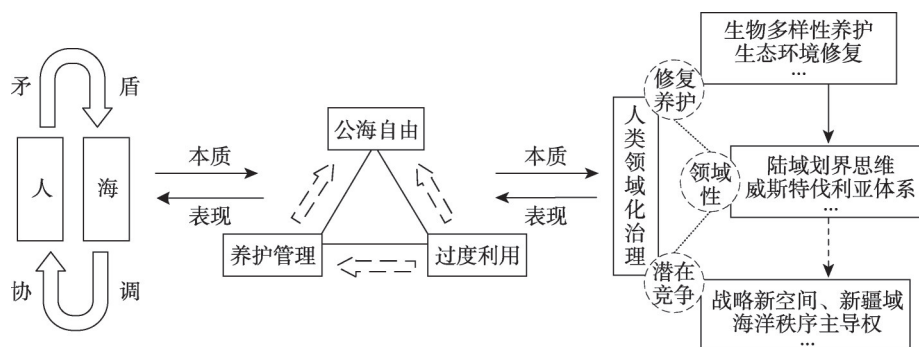 矛
盾
人
海
协
调
本质
表现
公海自由
养护管理
过度利用
本质
表现
人类领域化治理
修复
养护
领域
性
潜在
竞争
生物多样性养护
生态环境修复
...
陆域划界思维
威斯特伐利亚体系
...
战略新空间、新疆域
海洋秩序主导权
...